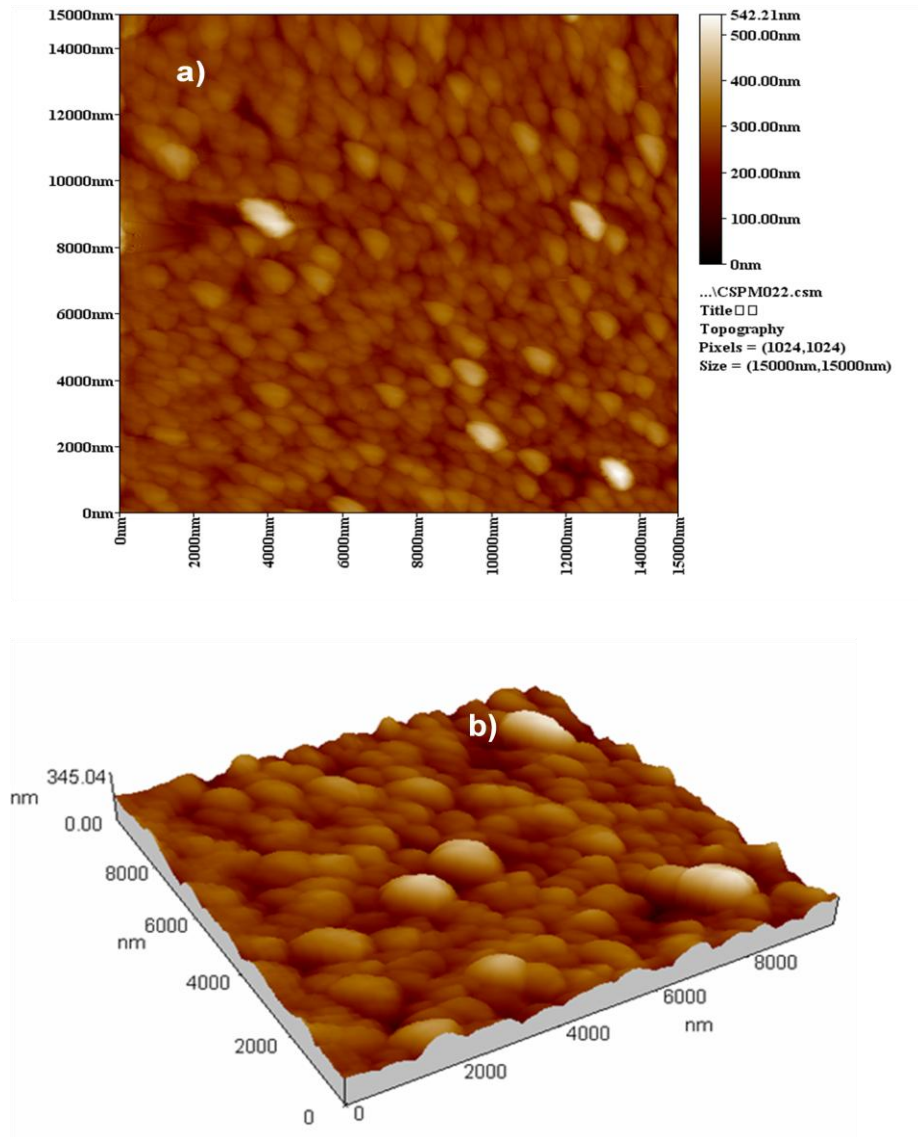 15000nm
14000nm
12000nm
10000nm
8000nm
6000nm
4000nm
2000nm
0nm
a)
0nm
2000nm
4000nm
6000nm
8000nm
10000nm
12000nm
14000nm
15000nm
542.21nm
500.00nm
400.00nm
300.00nm
200.00nm
100.00nm
0nm
...\CSPM022.csm
Title□□
Topography
Pixels = (1024,1024)
Size = (15000nm,15000nm)
b)
345.04
nm
0.00
8000
6000
nm
4000
2000
0
0
2000
4000
6000
nm
8000